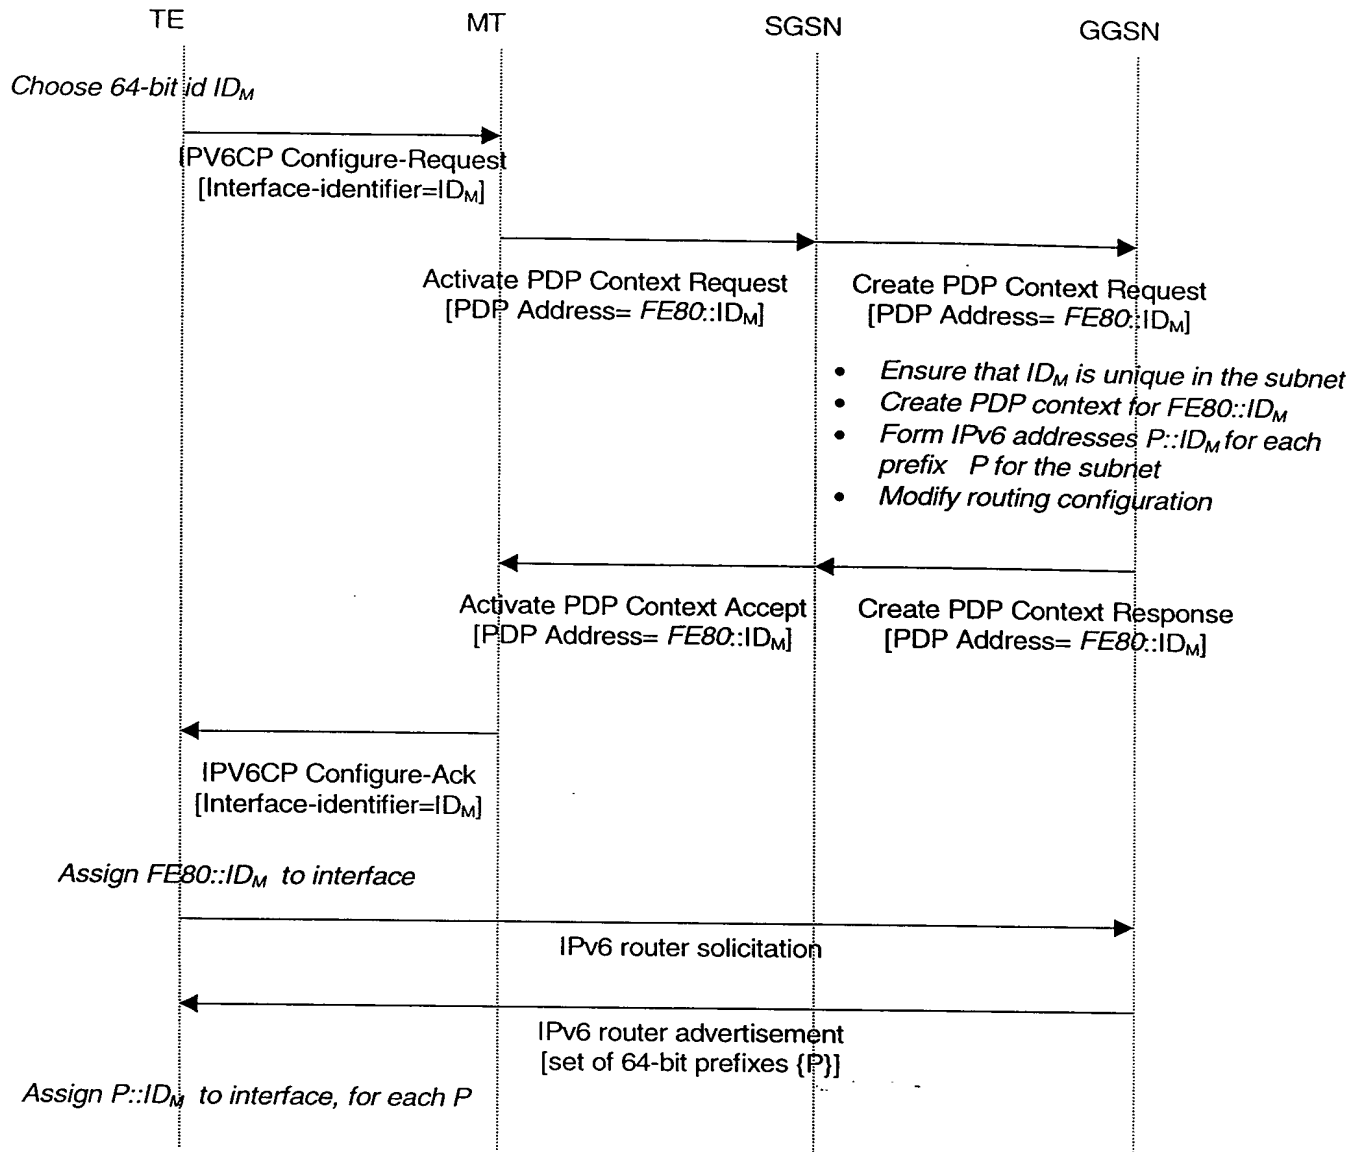 TE
MT
SGSN
GGSN
Choose 64-bit id IDM
IPV6CP Configure-Request
[Interface-identifier=IDM]
Activate PDP Context Request
[PDP Address= FE80::IDM]
Create PDP Context Request
[PDP Address= FE80::IDM]
• Ensure that IDM is unique in the subnet
• Create PDP context for FE80::IDM
• Form IPv6 addresses P::IDM for each
prefix P for the subnet
• Modify routing configuration
Activate PDP Context Accept
[PDP Address= FE80::IDM]
Create PDP Context Response
[PDP Address= FE80::IDM]
IPV6CP Configure-Ack
[Interface-identifier=IDM]
Assign FE80::IDM to interface
IPv6 router solicitation
IPv6 router advertisement
[set of 64-bit prefixes {P}]
Assign P::IDM to interface, for each P